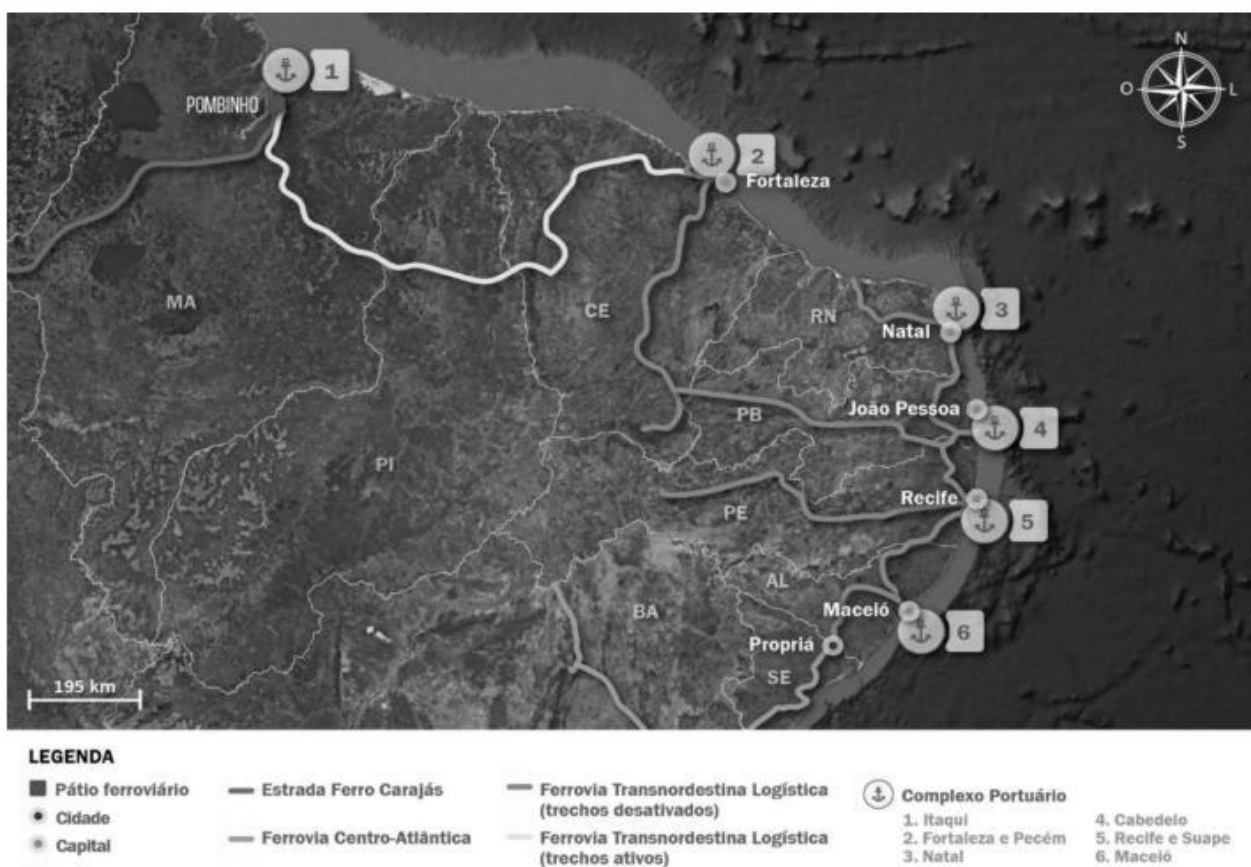 N
O
L
S
1
POMBINHO
2
Fortaleza
MA
CE
RN
3
Natal
João Pessoa
PB
4
PI
Recife
PE
5
AL
BA
Maceió
6
Propriá
SE
195 km
LEGENDA
Pátio ferroviário
Cidade
Capital
Estrada Ferro Carajás
Ferrovia Centro-Atlântica
Ferrovia Transnordestina Logística
(trechos desativados)
Ferrovia Transnordestina Logística
(trechos ativos)
Complexo Portuário
1. Itaqui
2. Fortaleza e Pecém
3. Natal
4. Cabedelo
5. Recife e Suape
6. Maceió